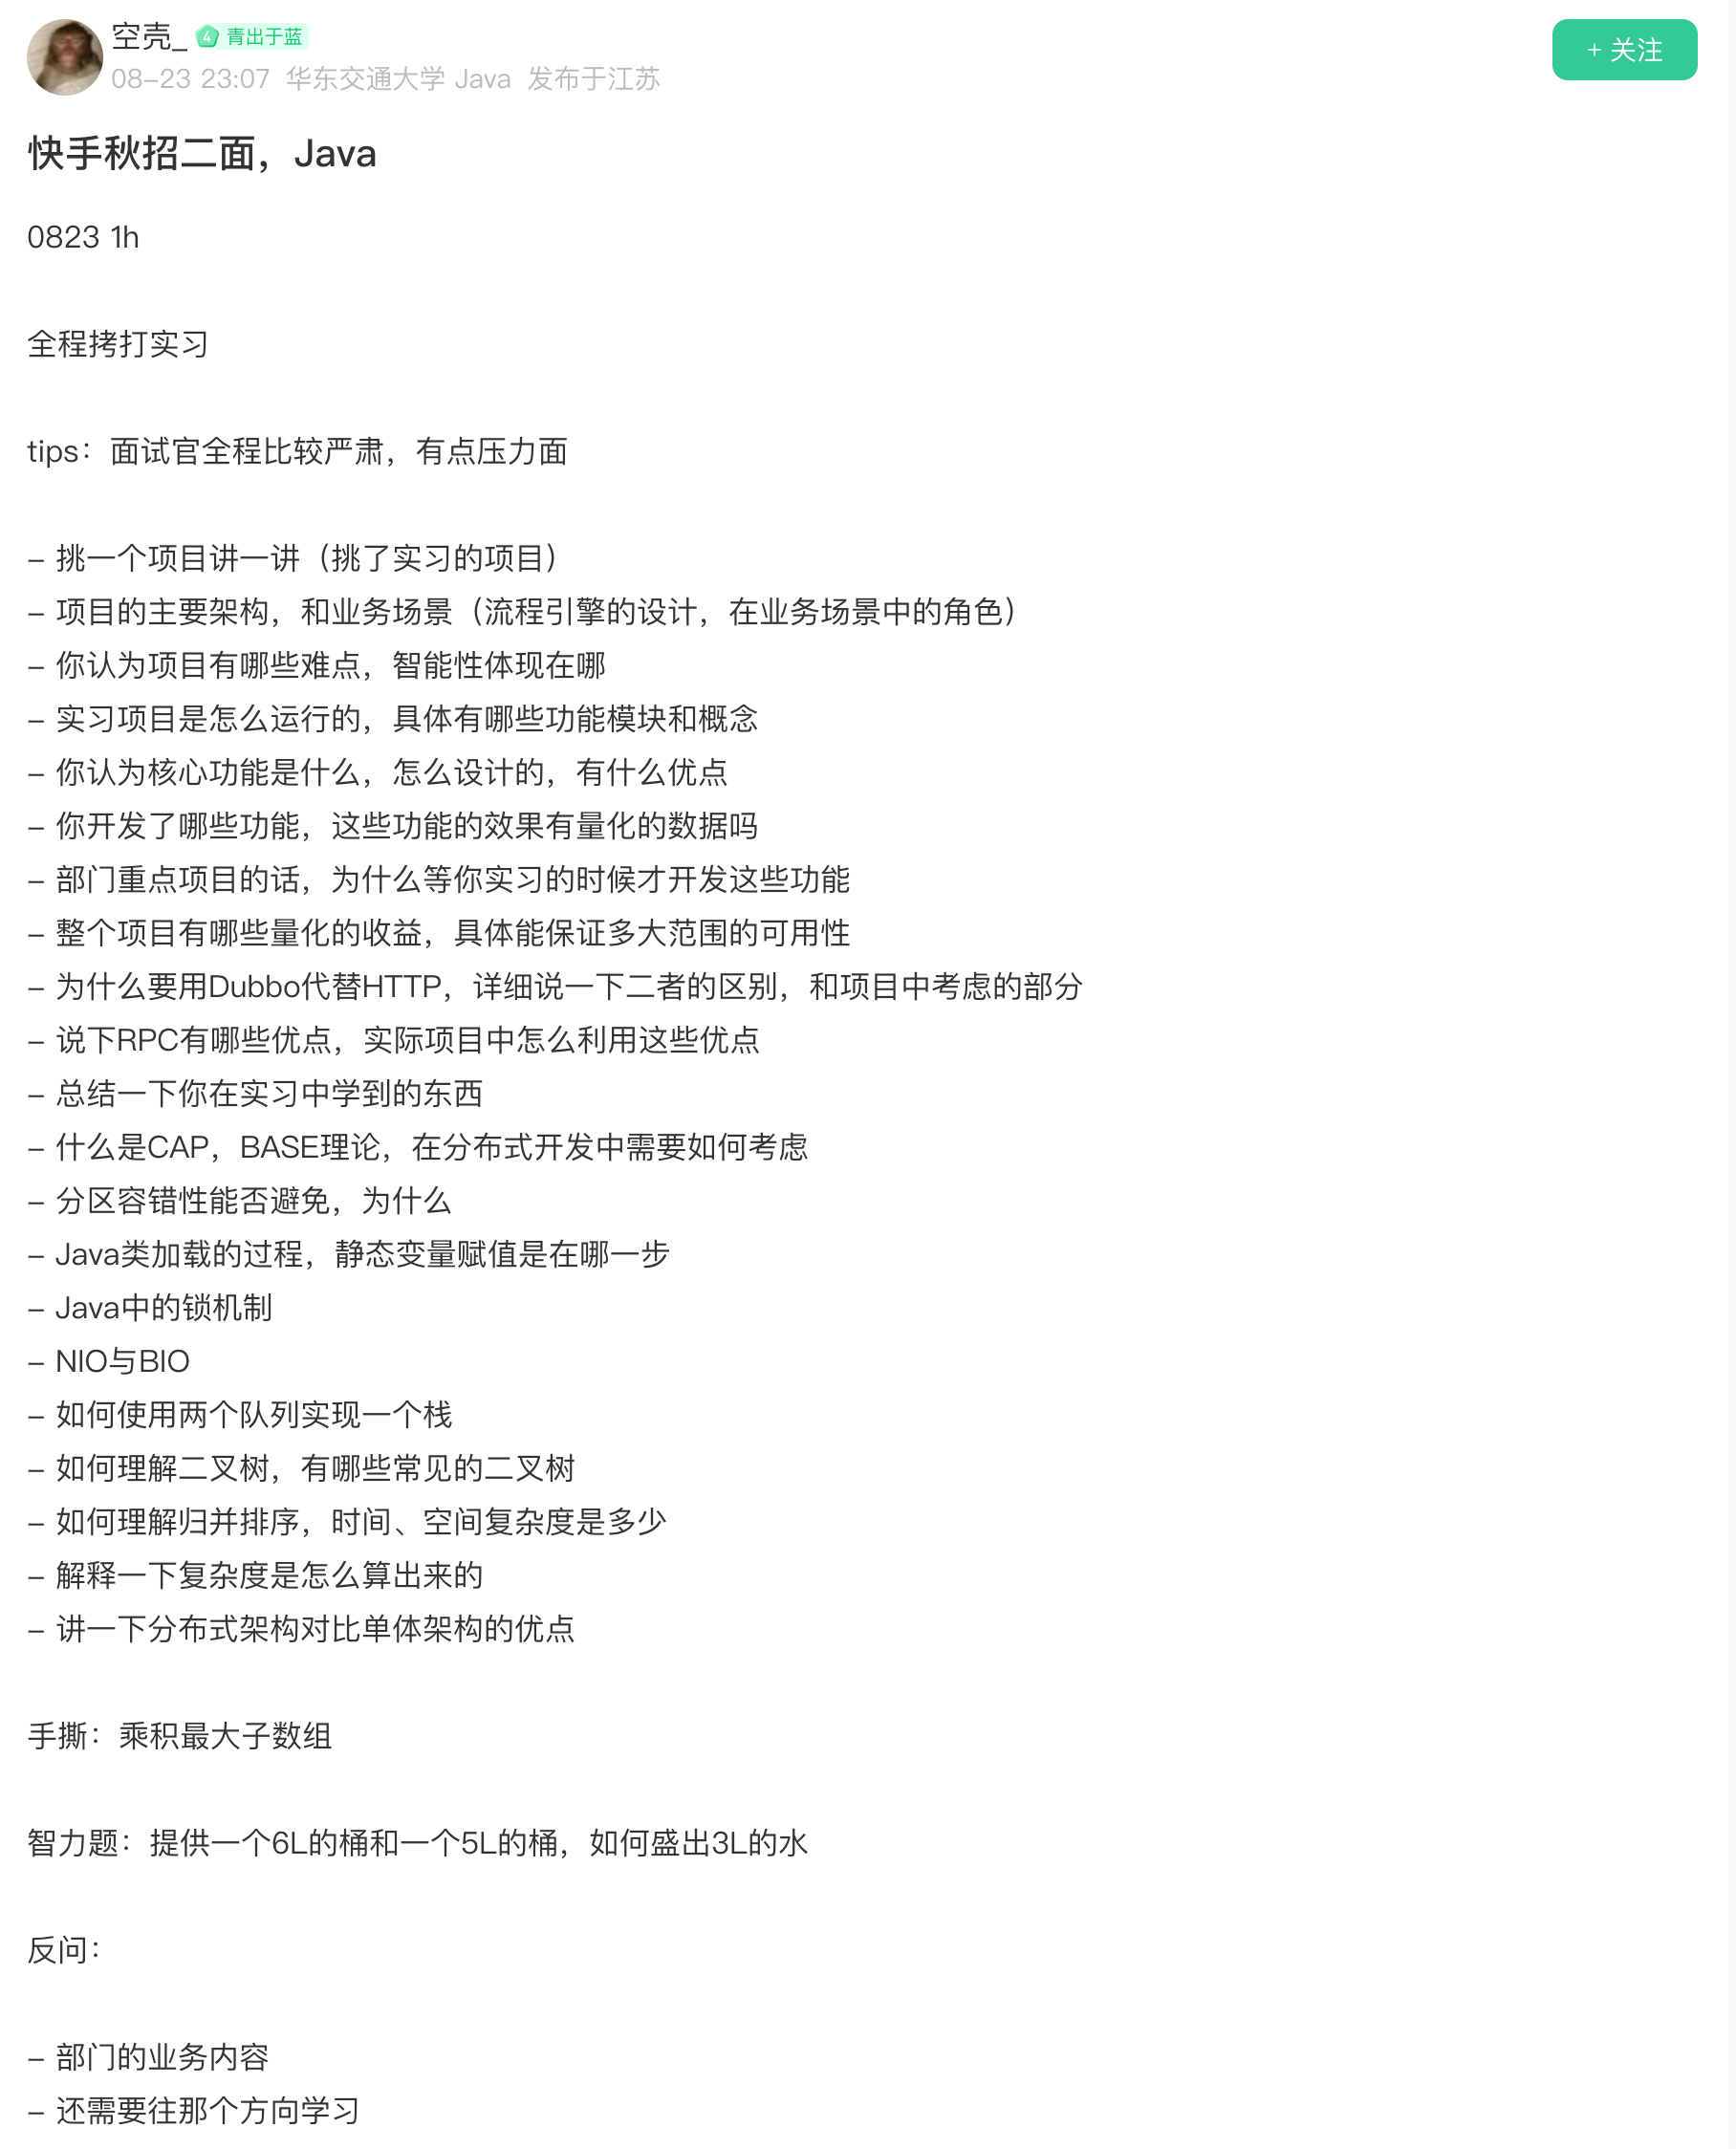 空壳_ 4 青出于蓝
+ 关注
08-23 23:07 华东交通大学 Java 发布于江苏
快手秋招二面，Java
0823 1h
全程拷打实习
tips：面试官全程比较严肃，有点压力面
- 挑一个项目讲一讲（挑了实习的项目）
- 项目的主要架构，和业务场景（流程引擎的设计，在业务场景中的角色）
- 你认为项目有哪些难点，智能性体现在哪
- 实习项目是怎么运行的，具体有哪些功能模块和概念
- 你认为核心功能是什么，怎么设计的，有什么优点
- 你开发了哪些功能，这些功能的效果有量化的数据吗
- 部门重点项目的话，为什么等你实习的时候才开发这些功能
- 整个项目有哪些量化的收益，具体能保证多大范围的可用性
- 为什么要用Dubbo代替HTTP，详细说一下二者的区别，和项目中考虑的部分
- 说下RPC有哪些优点，实际项目中怎么利用这些优点
- 总结一下你在实习中学到的东西
- 什么是CAP，BASE理论，在分布式开发中需要如何考虑
- 分区容错性能否避免，为什么
- Java类加载的过程，静态变量赋值是在哪一步
- Java中的锁机制
- NIO与BIO
- 如何使用两个队列实现一个栈
- 如何理解二叉树，有哪些常见的二叉树
- 如何理解归并排序，时间、空间复杂度是多少
- 解释一下复杂度是怎么算出来的
- 讲一下分布式架构对比单体架构的优点
手撕：乘积最大子数组
智力题：提供一个6L的桶和一个5L的桶，如何盛出3L的水
反问：
- 部门的业务内容
- 还需要往那个方向学习